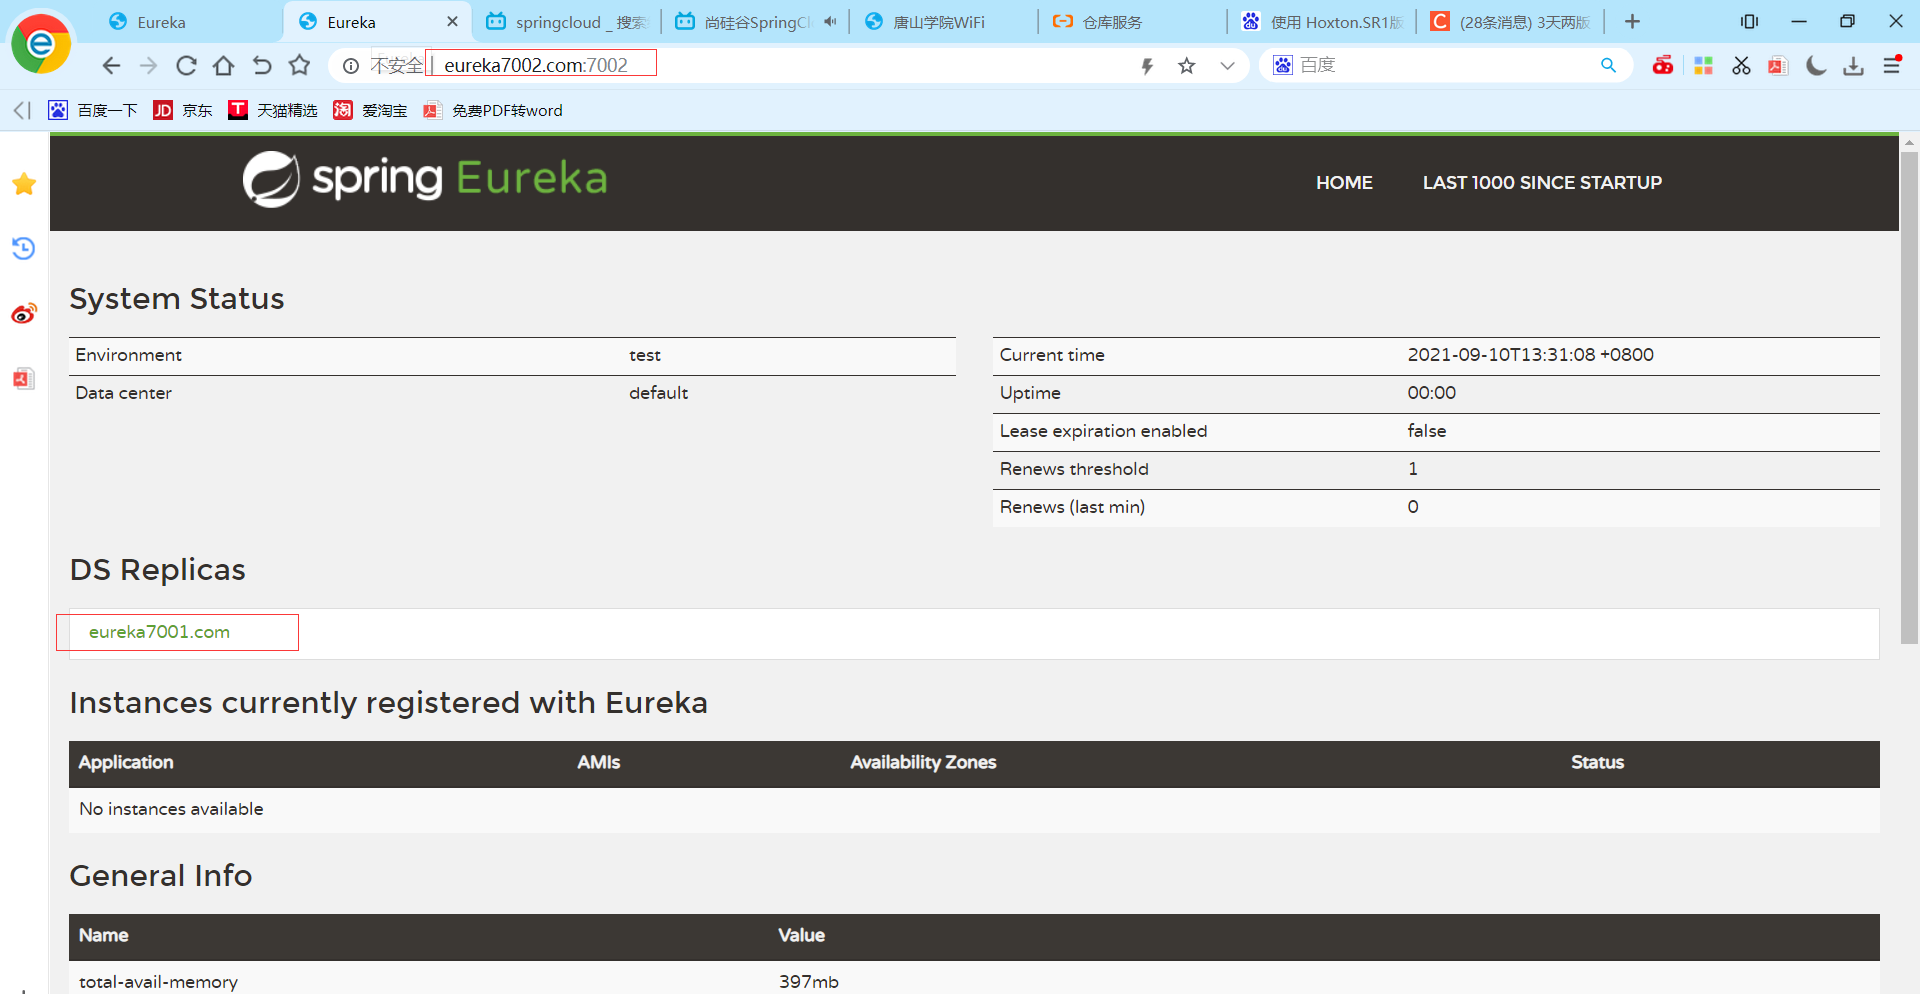 Eureka
Eureka
springcloud _ 搜索
尚硅谷SpringCl
唐山学院WiFi
仓库服务
使用 Hoxton.SR1版
(28条消息) 3天两版
不安全
eureka7002.com:7002
百度
百度一下
JD 京东
T 天猫精选
淘 爱淘宝
免费PDF转word
spring Eureka
HOME
LAST 1000 SINCE STARTUP
System Status
Environment test
Data center default
Current time 2021-09-10T13:31:08 +0800
Uptime 00:00
Lease expiration enabled false
Renews threshold 1
Renews (last min) 0
DS Replicas
eureka7001.com
Instances currently registered with Eureka
Application AMIs Availability Zones Status
No instances available
General Info
Name Value
total-avail-memory 397mb